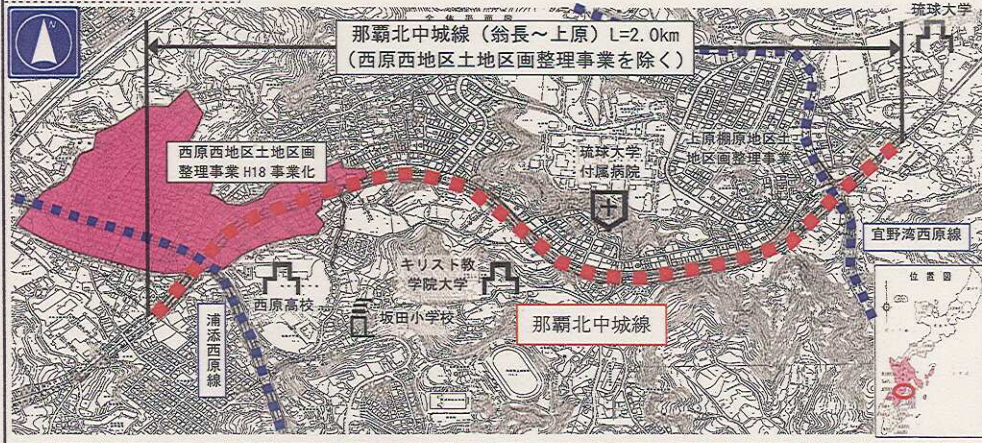 全体平面図
琉球大学
那覇北中城線（翁長～上原）L=2.0km
（西原西地区土地区画整理事業を除く）
西原西地区土地区画
整理事業 H18 事業化
琉球大学
付属病院
上原棚原地区土
地区画整理事業
宜野湾西原線
キリスト教
学院大学
西原高校
坂田小学校
那覇北中城線
浦添西原線
位置図